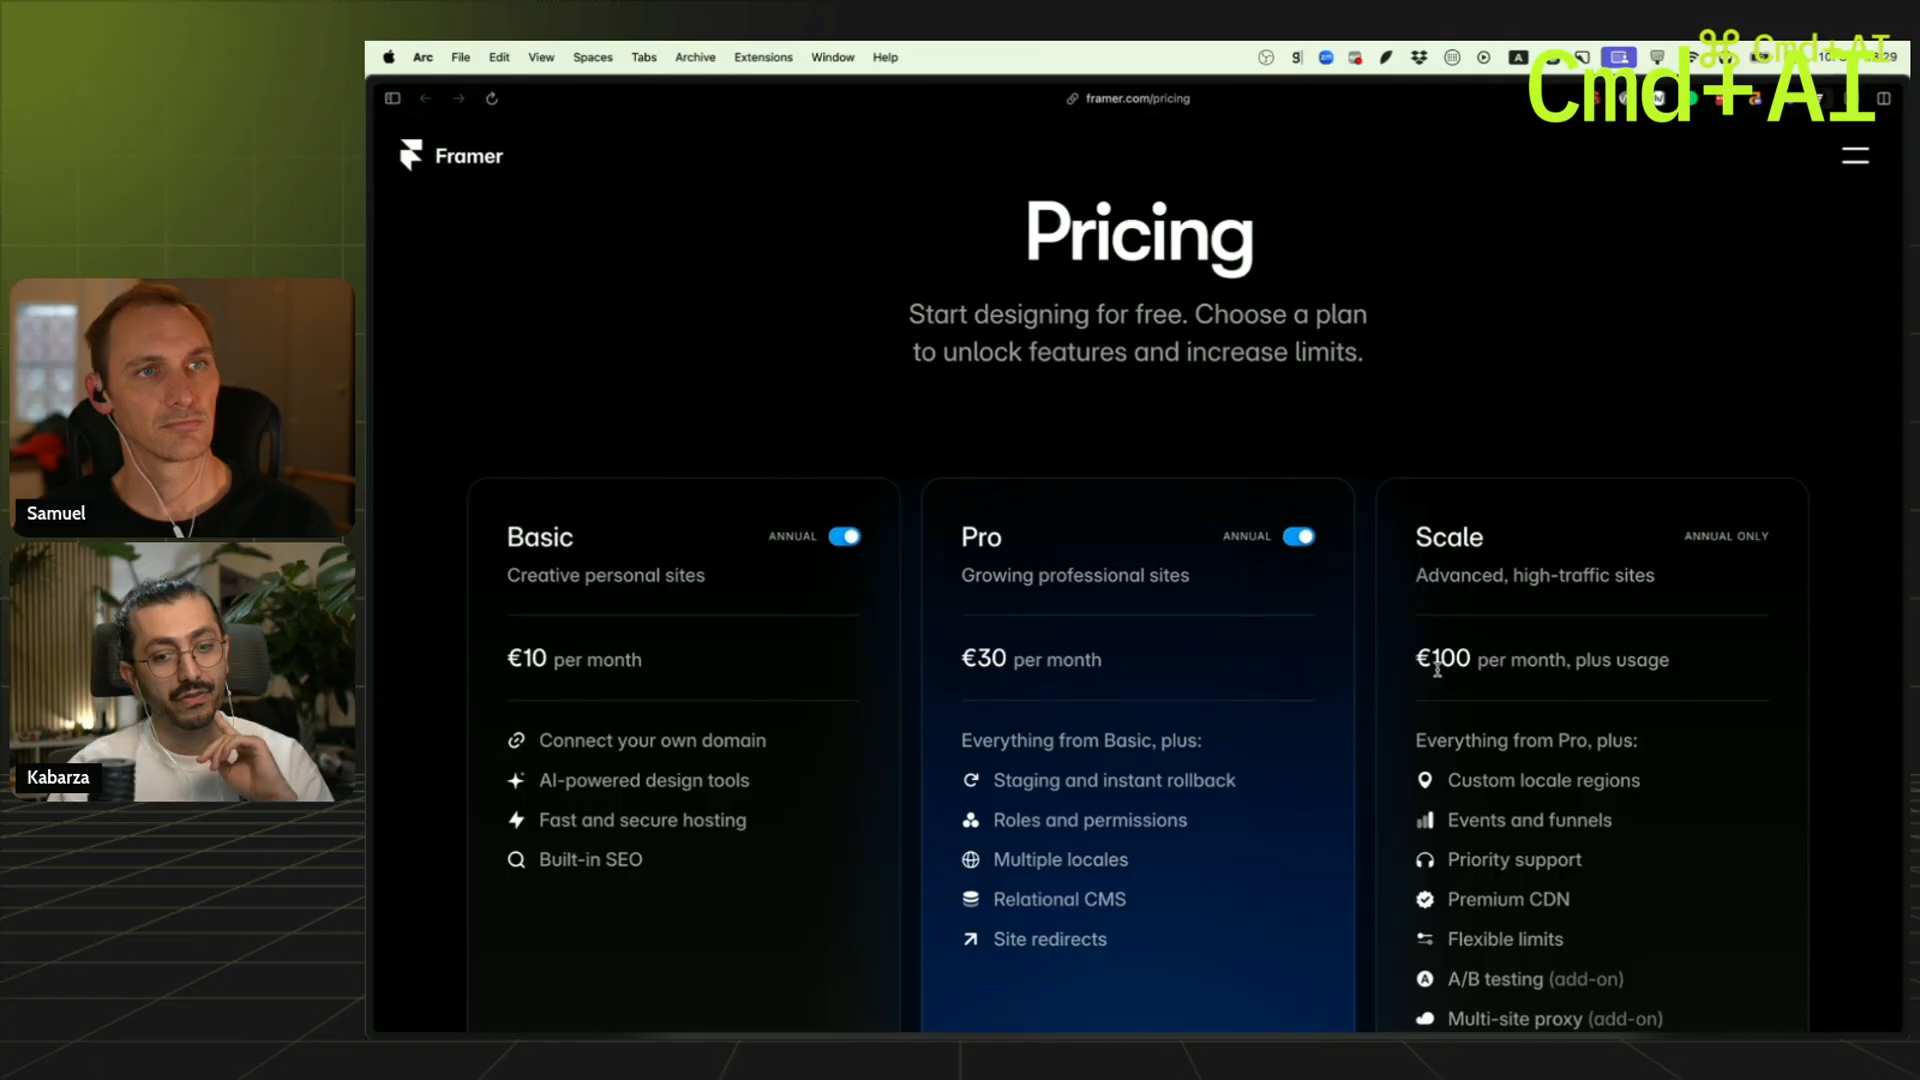 Arc File Edit View Spaces Tabs Archive Extensions Window Help
⌘ Cmd+AI
Cmd+AI
framer.com/pricing
Framer
Pricing
Start designing for free. Choose a plan
to unlock features and increase limits.
Samuel
Kabarza
Basic
ANNUAL
Creative personal sites
€10 per month
Connect your own domain
AI-powered design tools
Fast and secure hosting
Built-in SEO
Pro
ANNUAL
Growing professional sites
€30 per month
Everything from Basic, plus:
Staging and instant rollback
Roles and permissions
Multiple locales
Relational CMS
Site redirects
Scale
ANNUAL ONLY
Advanced, high-traffic sites
€100 per month, plus usage
Everything from Pro, plus:
Custom locale regions
Events and funnels
Priority support
Premium CDN
Flexible limits
A/B testing (add-on)
Multi-site proxy (add-on)